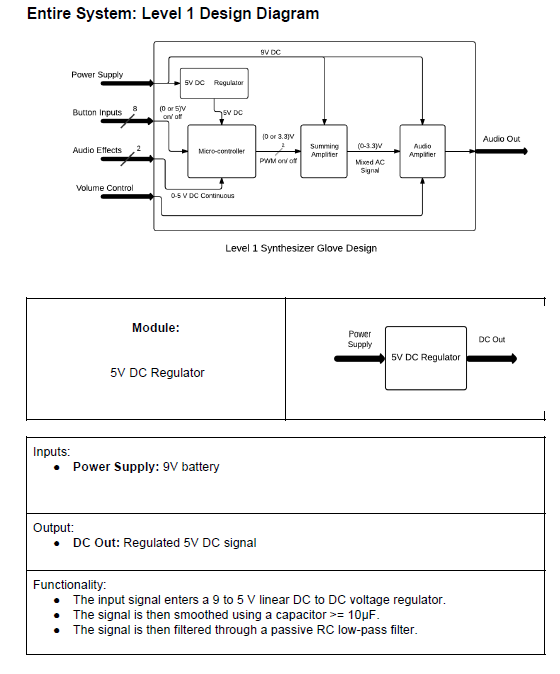 Entire System: Level 1 Design Diagram
9V DC
Power Supply
5V DC Regulator
Button Inputs
8
(0 or 5)V
on/ off
5V DC
(0 or 3.3)V
2
PWM on/ off
Audio Effects
2
Micro-controller
Summing
Amplifier
(0-3.3)V
Mixed AC
Signal
Audio
Amplifier
Audio Out
Volume Control
0-5 V DC Continuous
Level 1 Synthesizer Glove Design
Module:
5V DC Regulator
Power
Supply
5V DC Regulator
DC Out
Inputs:
● Power Supply: 9V battery
Output:
● DC Out: Regulated 5V DC signal
Functionality:
● The input signal enters a 9 to 5 V linear DC to DC voltage regulator.
● The signal is then smoothed using a capacitor >= 10μF.
● The signal is then filtered through a passive RC low-pass filter.